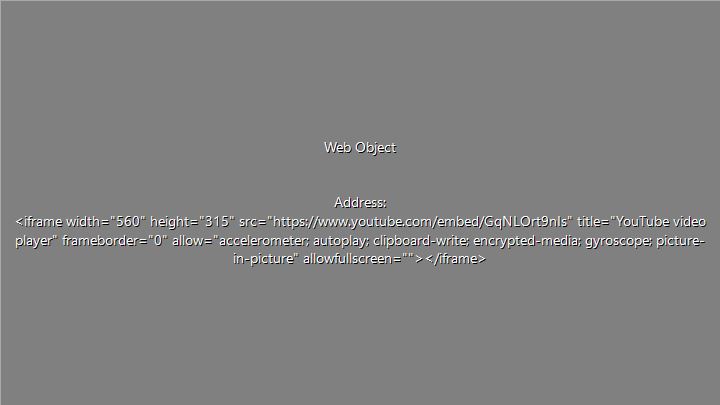 Web Object
Address:
<iframe width="560" height="315" src="https://www.youtube.com/embed/GqNLOrt9nIs" title="YouTube video
player" frameborder="0" allow="accelerometer; autoplay; clipboard-write; encrypted-media; gyroscope; picture-
in-picture" allowfullscreen=""></iframe>